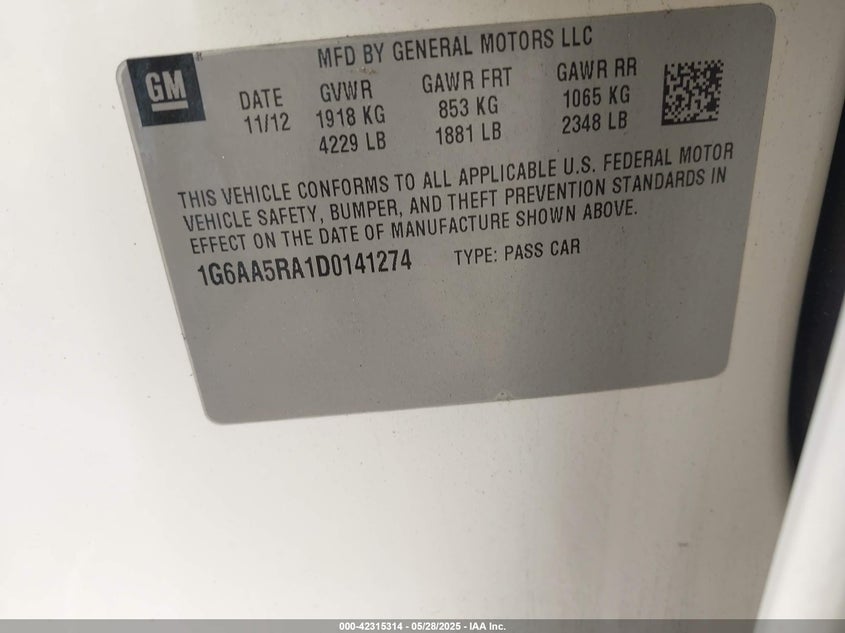 MFD BY GENERAL MOTORS LLC
GM
DATE GVWR GAWR FRT GAWR RR
11/12 1918 KG 853 KG 1065 KG
4229 LB 1881 LB 2348 LB
THIS VEHICLE CONFORMS TO ALL APPLICABLE U.S. FEDERAL MOTOR
VEHICLE SAFETY, BUMPER, AND THEFT PREVENTION STANDARDS IN
EFFECT ON THE DATE OF MANUFACTURE SHOWN ABOVE.
1G6AA5RA1D0141274 TYPE: PASS CAR
000-42315314 - 05/28/2025 - IAA Inc.